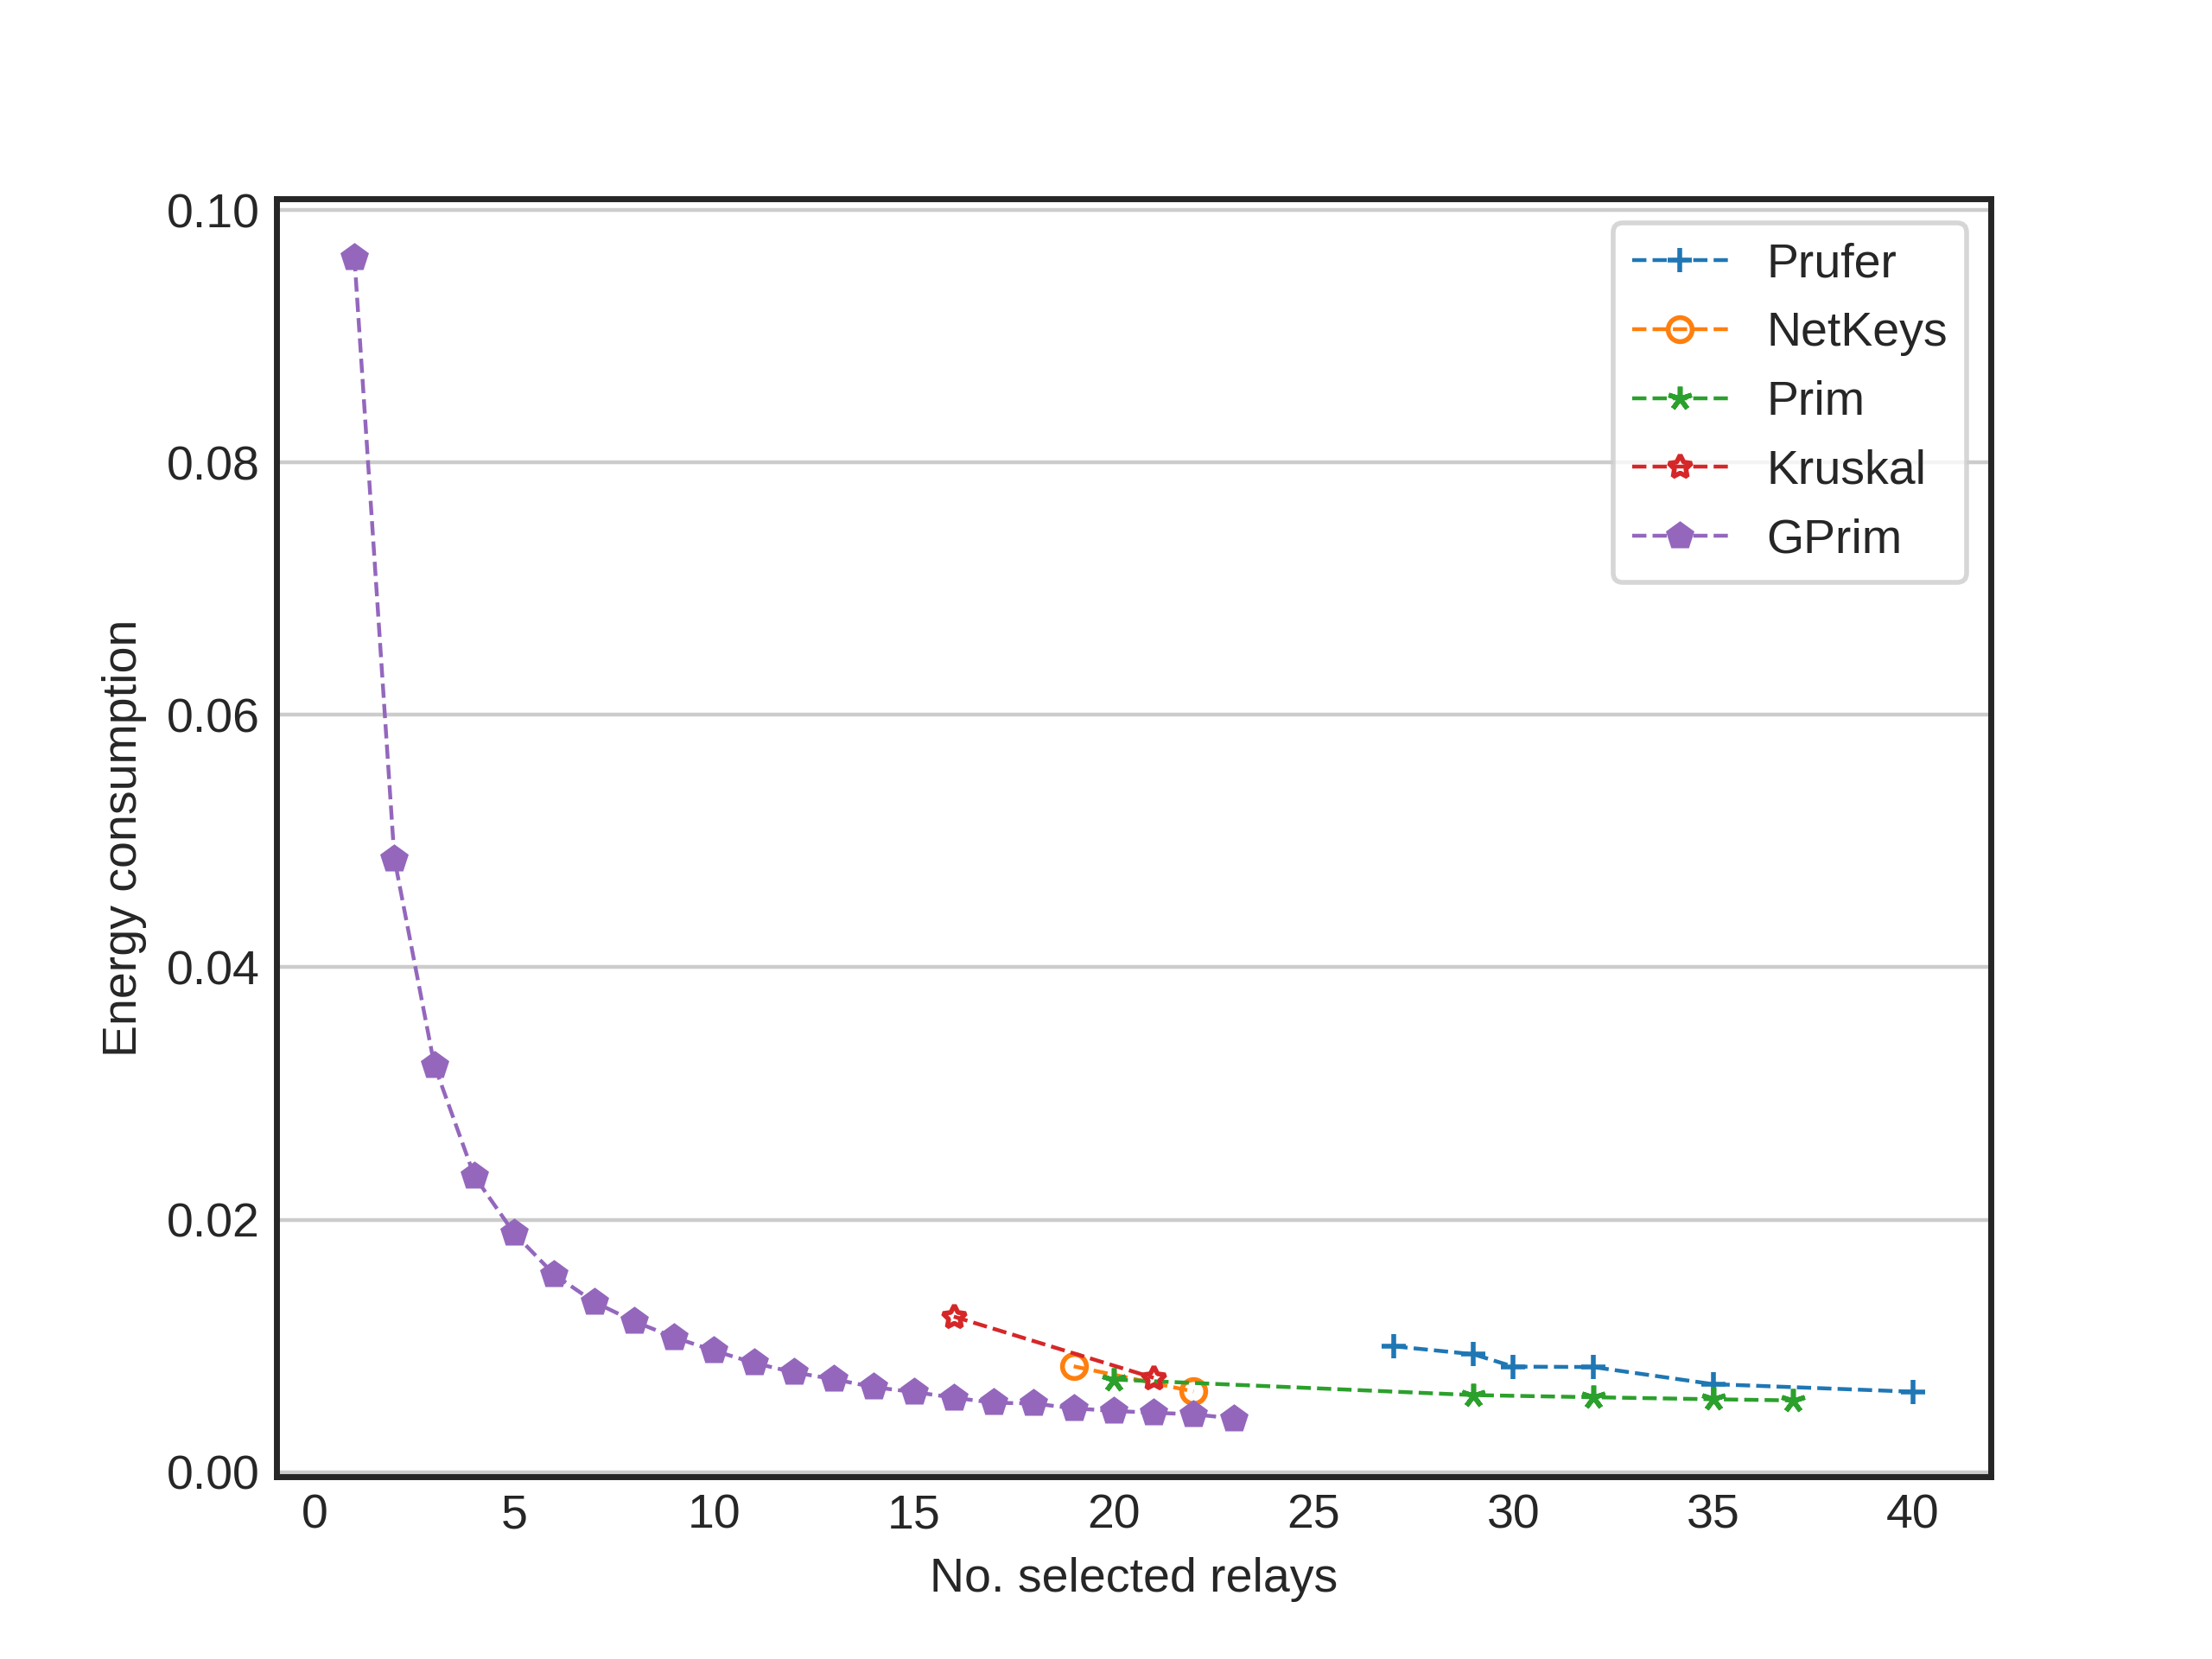 0.10
0.08
0.06
0.04
0.02
0.00
Energy consumption
Prufer
NetKeys
Prim
Kruskal
GPrim
0 5 10 15 20 25 30 35 40
No. selected relays